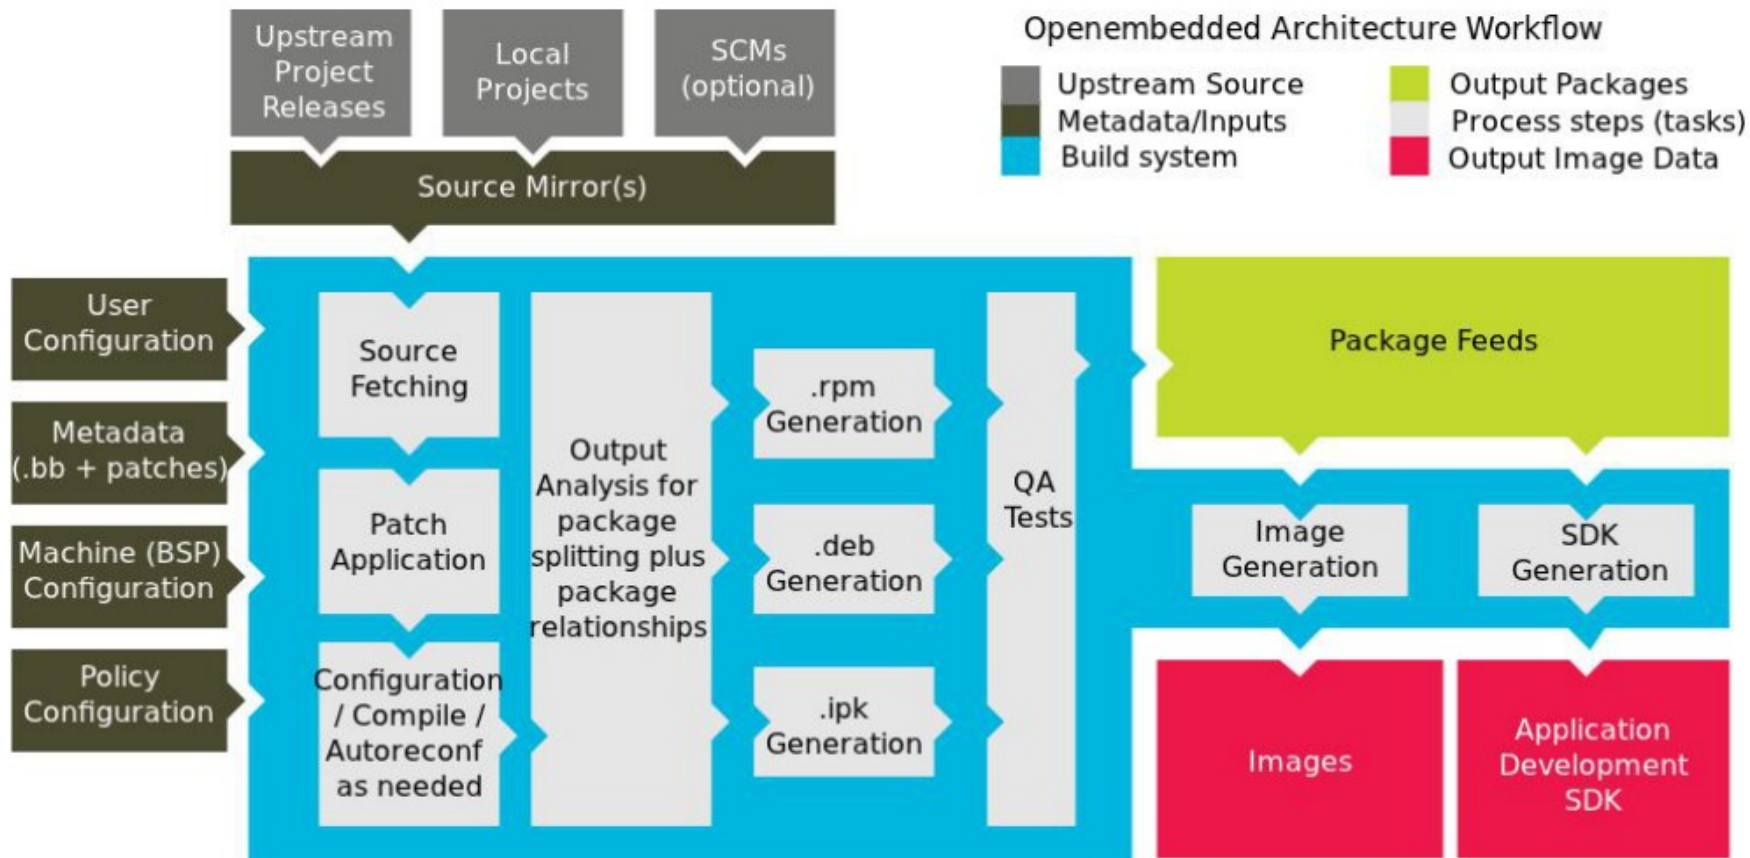 Upstream
Project
Releases
Local
Projects
SCMs
(optional)
Openembedded Architecture Workflow
Upstream Source
Metadata/Inputs
Build system
Output Packages
Process steps (tasks)
Output Image Data
Source Mirror(s)
User
Configuration
Metadata
(.bb + patches)
Machine (BSP)
Configuration
Policy
Configuration
Source
Fetching
Patch
Application
Configuration
/ Compile /
Autoreconf
as needed
Output
Analysis for
package
splitting plus
package
relationships
.rpm
Generation
.deb
Generation
.ipk
Generation
QA
Tests
Package Feeds
Image
Generation
SDK
Generation
Images
Application
Development
SDK